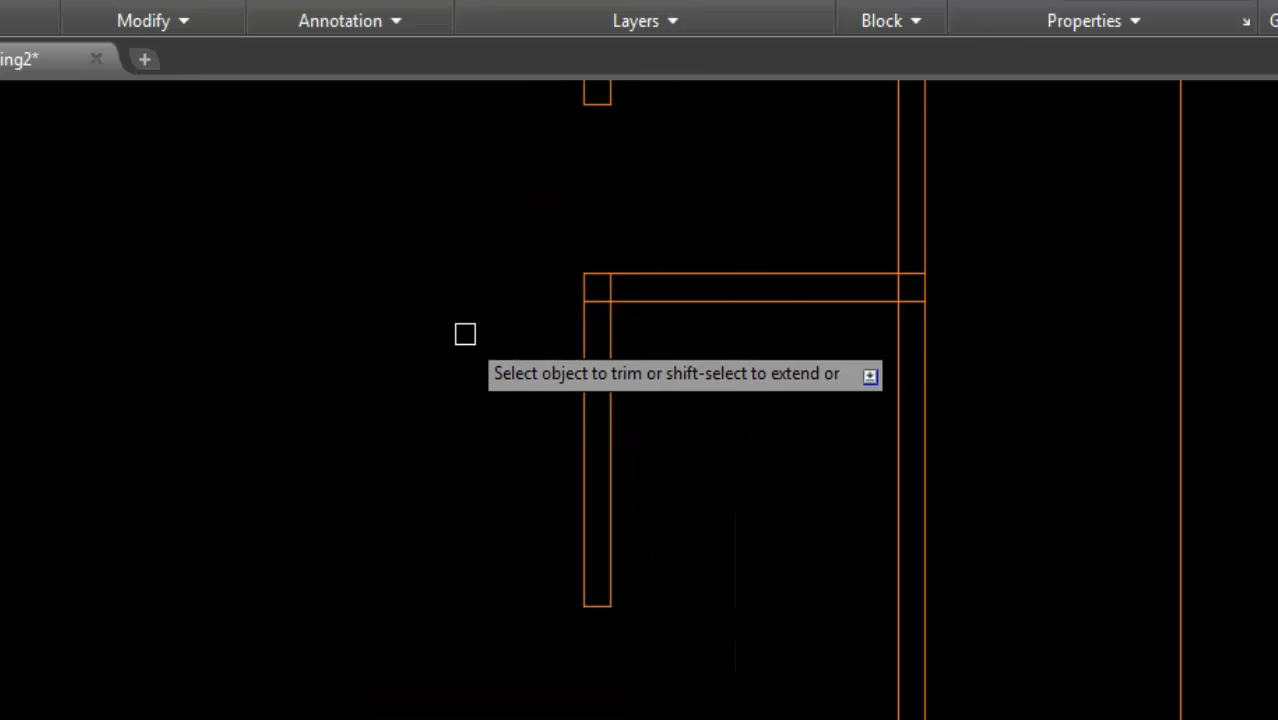 Modify Annotation Layers Block Properties
ing2*
Select object to trim or shift-select to extend or